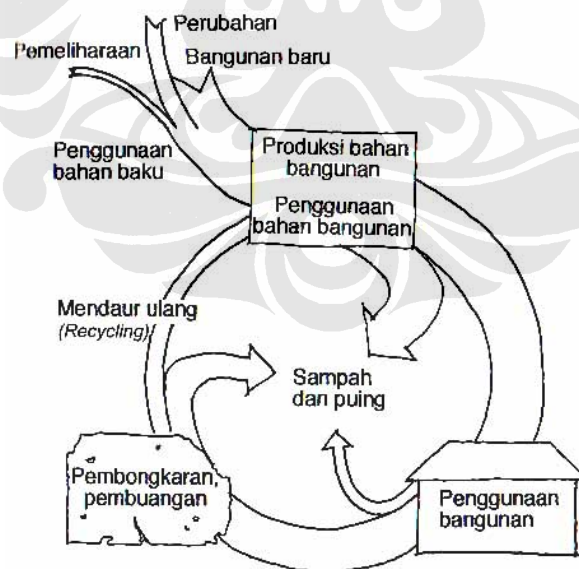 Perubahan
Pemeliharaan
Bangunan baru
Penggunaan
bahan baku
Produksi bahan
bangunan
Penggunaan
bahan bangunan
Mendaur ulang
(Recycling)
Sampah
dan puing
Pembongkaran,
pembuangan
Penggunaan
bangunan